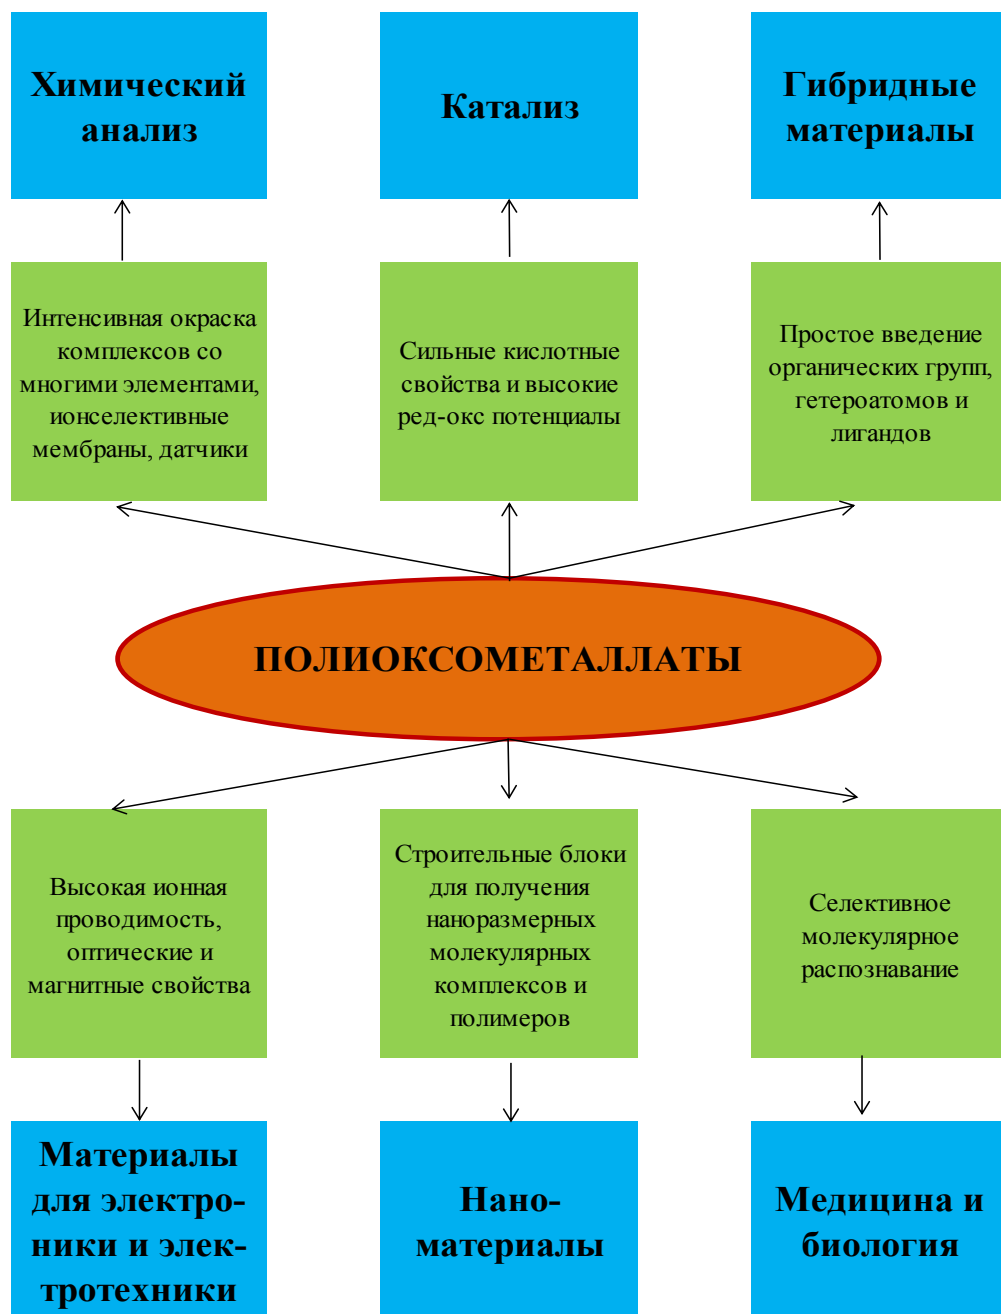 Химический
анализ
Катализ
Гибридные
материалы
Интенсивная окраска
комплексов со
многими элементами,
ионселективные
мембраны, датчики
Сильные кислотные
свойства и высокие
ред-окс потенциалы
Простое введение
органических групп,
гетероатомов и
лигандов
ПОЛИОКСОМЕТАЛЛАТЫ
Высокая ионная
проводимость,
оптические и
магнитные свойства
Строительные блоки
для получения
наноразмерных
молекулярных
комплексов и
полимеров
Селективное
молекулярное
распознавание
Материалы
для электро-
ники и элек-
тротехники
Нано-
материалы
Медицина и
биология